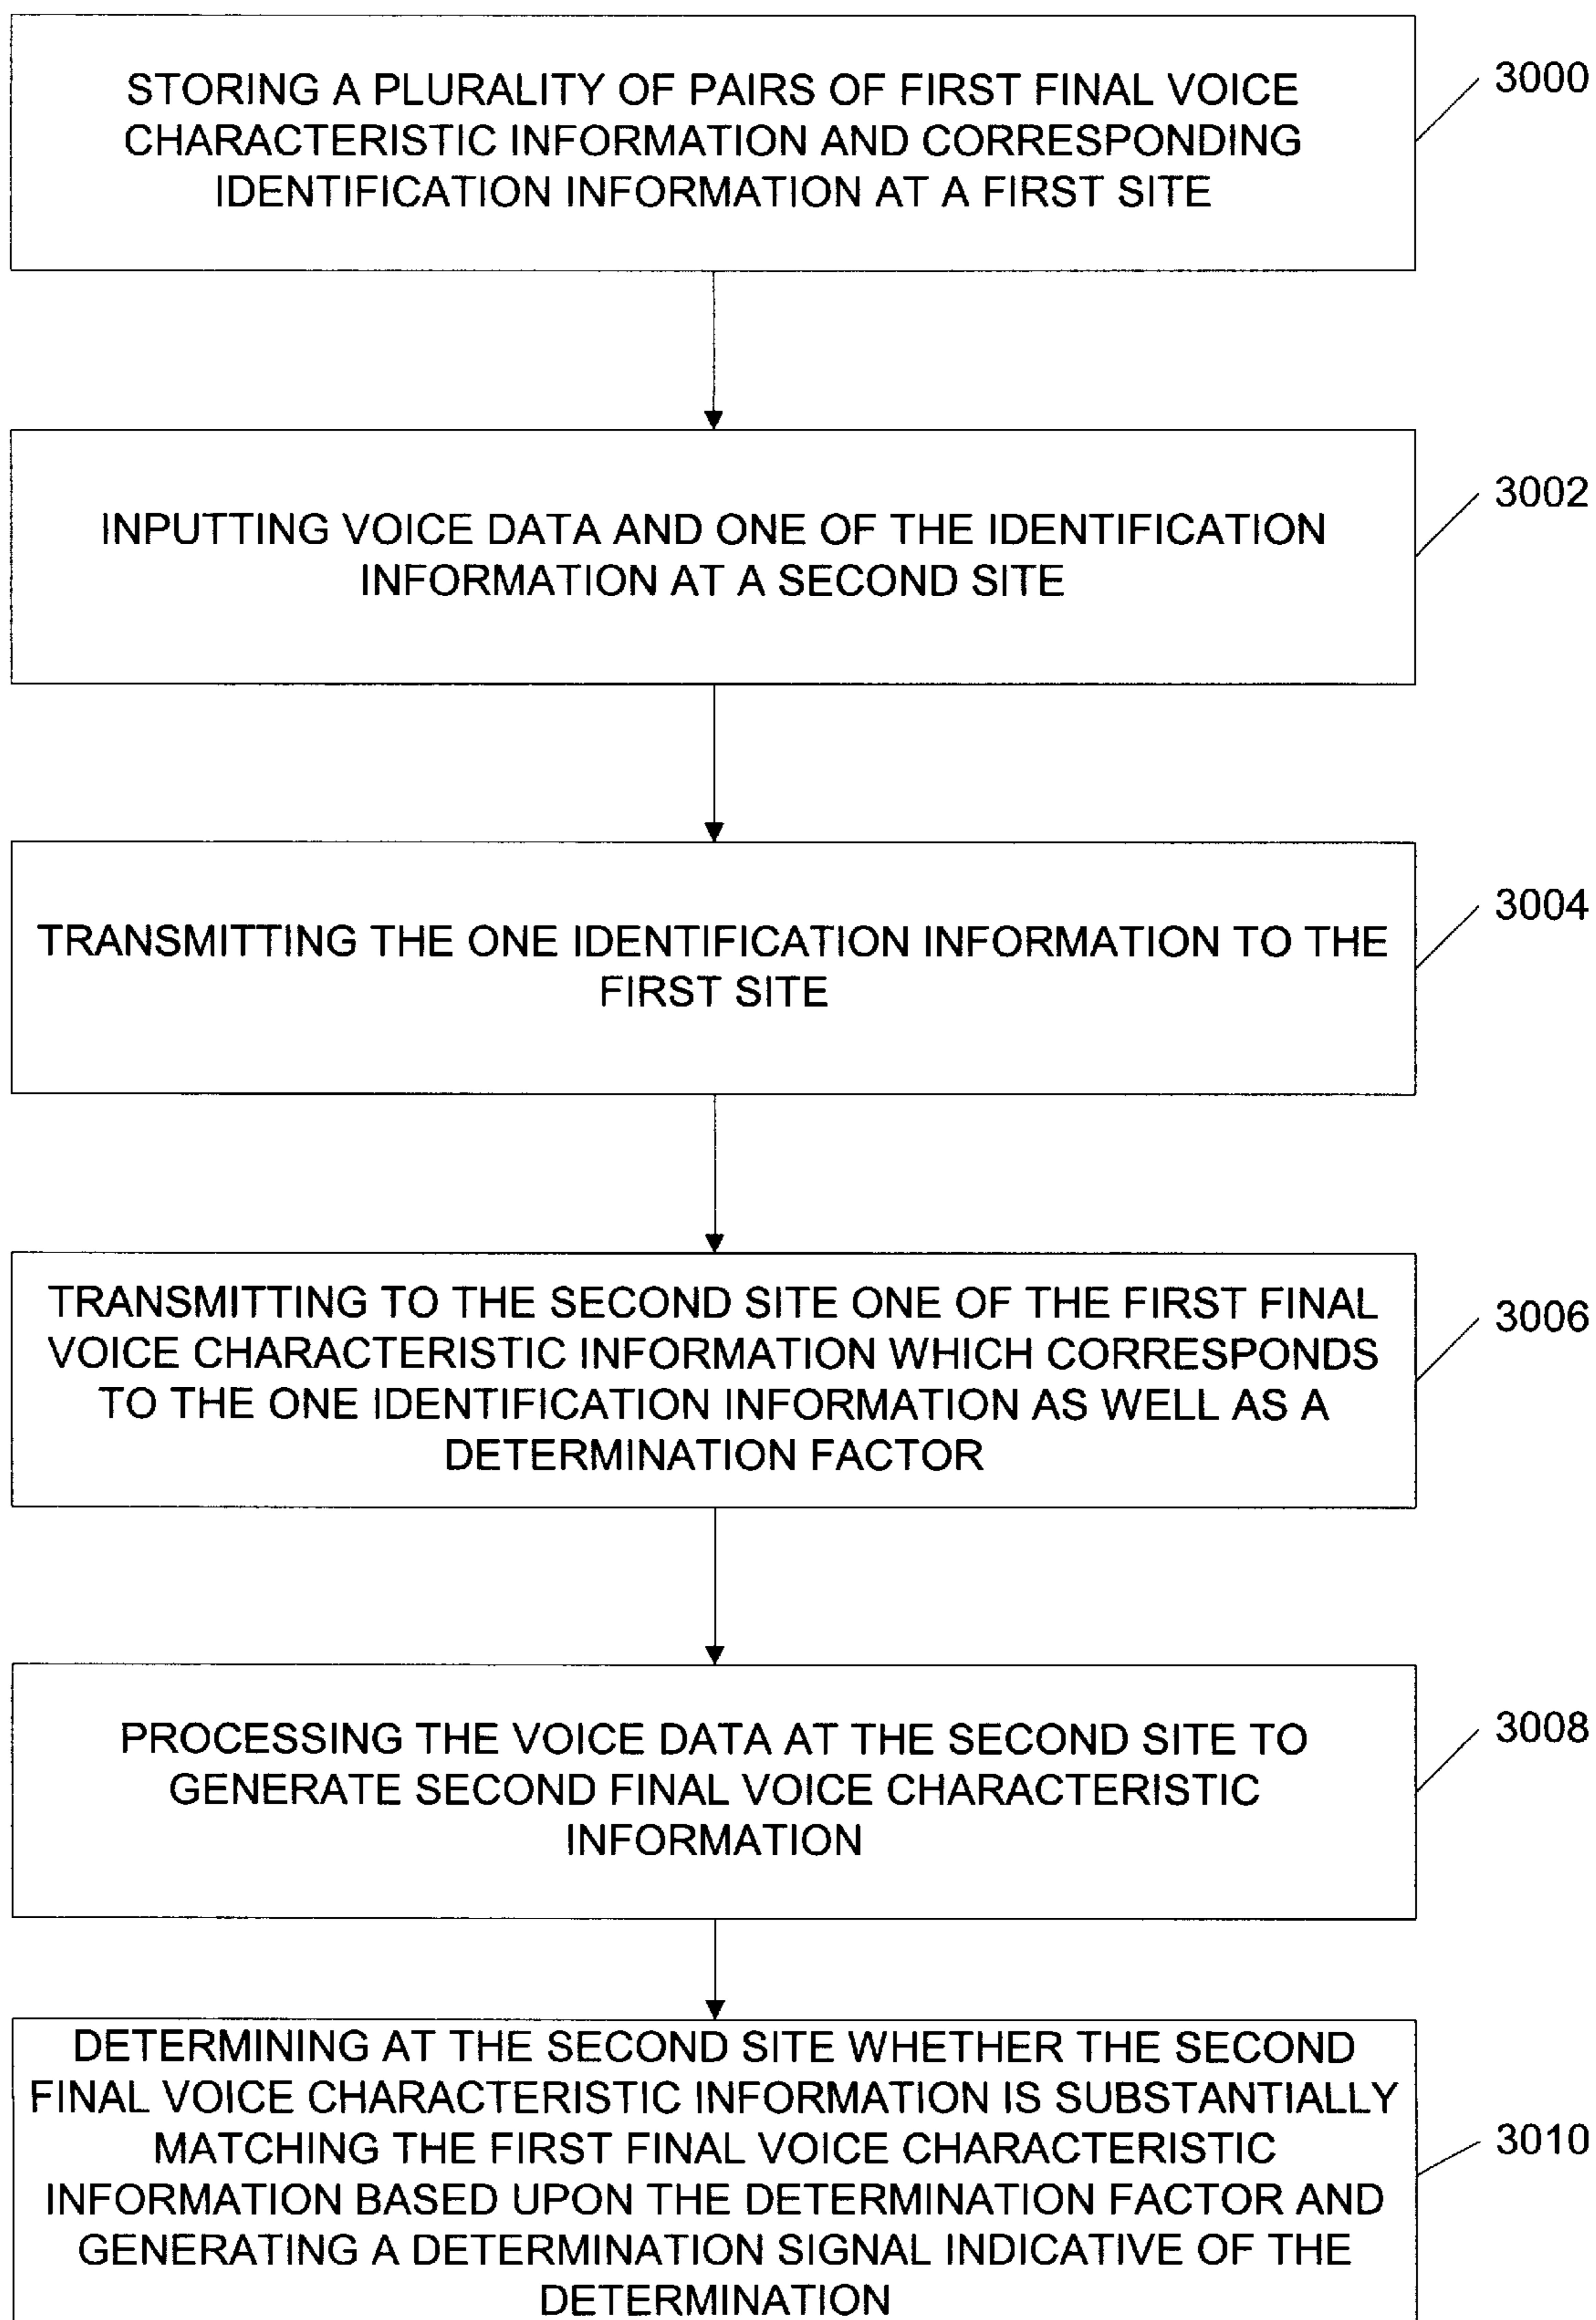 STORING A PLURALITY OF PAIRS OF FIRST FINAL VOICE
CHARACTERISTIC INFORMATION AND CORRESPONDING
IDENTIFICATION INFORMATION AT A FIRST SITE
3000
INPUTTING VOICE DATA AND ONE OF THE IDENTIFICATION
INFORMATION AT A SECOND SITE
3002
TRANSMITTING THE ONE IDENTIFICATION INFORMATION TO THE
FIRST SITE
3004
TRANSMITTING TO THE SECOND SITE ONE OF THE FIRST FINAL
VOICE CHARACTERISTIC INFORMATION WHICH CORRESPONDS
TO THE ONE IDENTIFICATION INFORMATION AS WELL AS A
DETERMINATION FACTOR
3006
PROCESSING THE VOICE DATA AT THE SECOND SITE TO
GENERATE SECOND FINAL VOICE CHARACTERISTIC
INFORMATION
3008
DETERMINING AT THE SECOND SITE WHETHER THE SECOND
FINAL VOICE CHARACTERISTIC INFORMATION IS SUBSTANTIALLY
MATCHING THE FIRST FINAL VOICE CHARACTERISTIC
INFORMATION BASED UPON THE DETERMINATION FACTOR AND
GENERATING A DETERMINATION SIGNAL INDICATIVE OF THE
DETERMINATION
3010